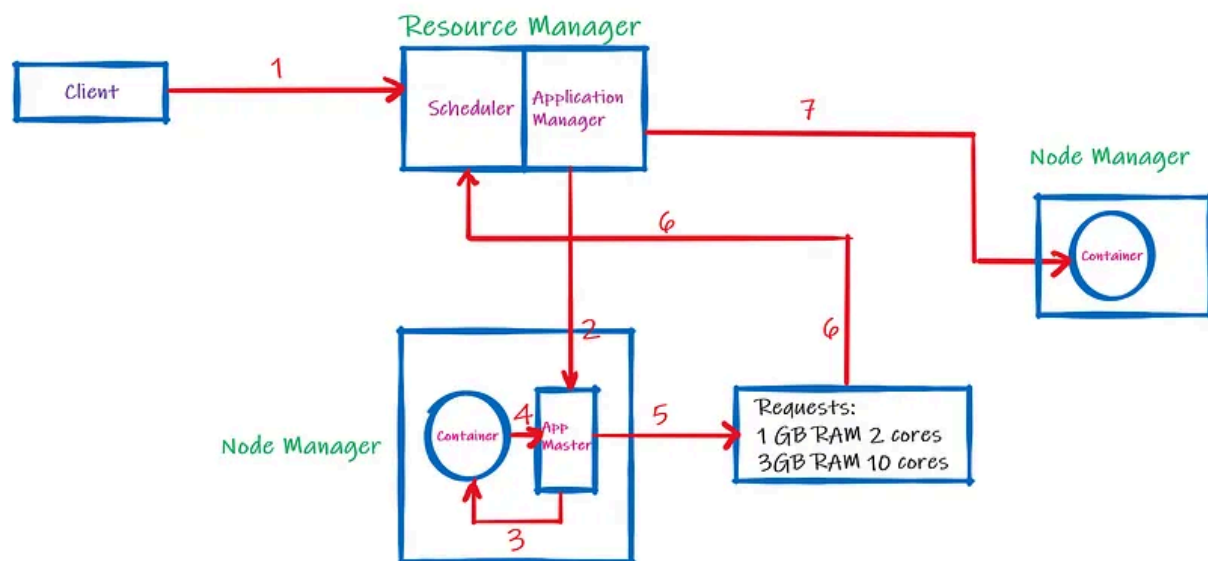 Resource Manager
1
Client
Scheduler
Application
Manager
7
Node Manager
Container
6
2
6
Node Manager
Container
4
App
Master
5
3
Requests:
1 GB RAM 2 cores
3GB RAM 10 cores